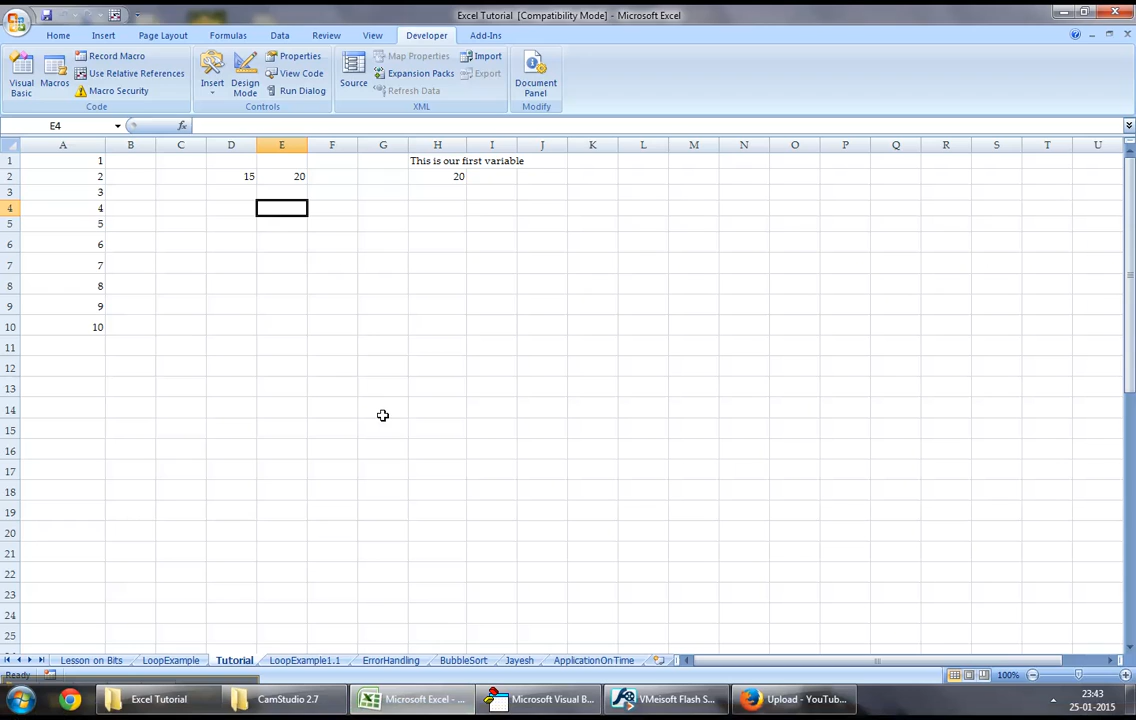 Excel Tutorial [Compatibility Mode] - Microsoft Excel
Home Insert Page Layout Formulas Data Review View Developer Add-Ins
Visual Basic
Macros
Record Macro
Use Relative References
Macro Security
Code
Insert
Design Mode
Properties
View Code
Run Dialog
Controls
Source
Map Properties
Expansion Packs
Refresh Data
Import
Export
XML
Document Panel
Modify
E4 fx
A B C D E F G H I J K L M N O P Q R S T U
1 1 This is our first variable
2 2 15 20 20
3 3
4 4
5 5
6 6
7 7
8 8
9 9
10 10
11
12
13
14
15
16
17
18
19
20
21
22
23
24
25
Lesson on Bits LoopExample Tutorial LoopExample1.1 ErrorHandling BubbleSort Jayesh ApplicationOnTime
Ready 100%
Excel Tutorial CamStudio 2.7 Microsoft Excel - ... Microsoft Visual B... VMeisoft Flash S... Upload - YouTub...
23:43
25-01-2015